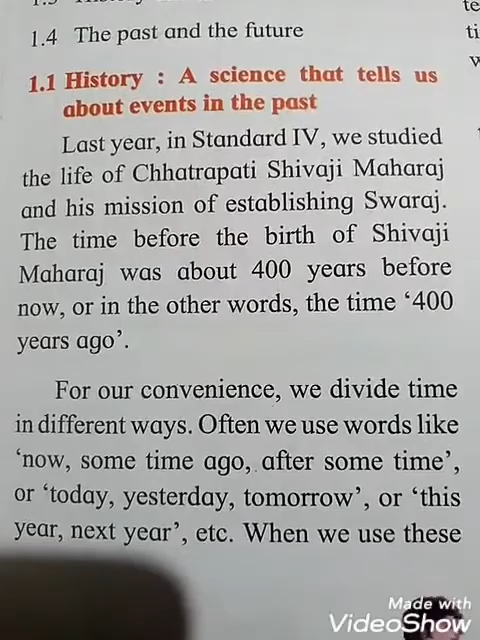 1.4 The past and the future
1.1 History : A science that tells us
about events in the past
Last year, in Standard IV, we studied
the life of Chhatrapati Shivaji Maharaj
and his mission of establishing Swaraj.
The time before the birth of Shivaji
Maharaj was about 400 years before
now, or in the other words, the time ‘400
years ago’.
For our convenience, we divide time
in different ways. Often we use words like
‘now, some time ago, after some time’,
or ‘today, yesterday, tomorrow’, or ‘this
year, next year’, etc. When we use these
Made with
VideoShow